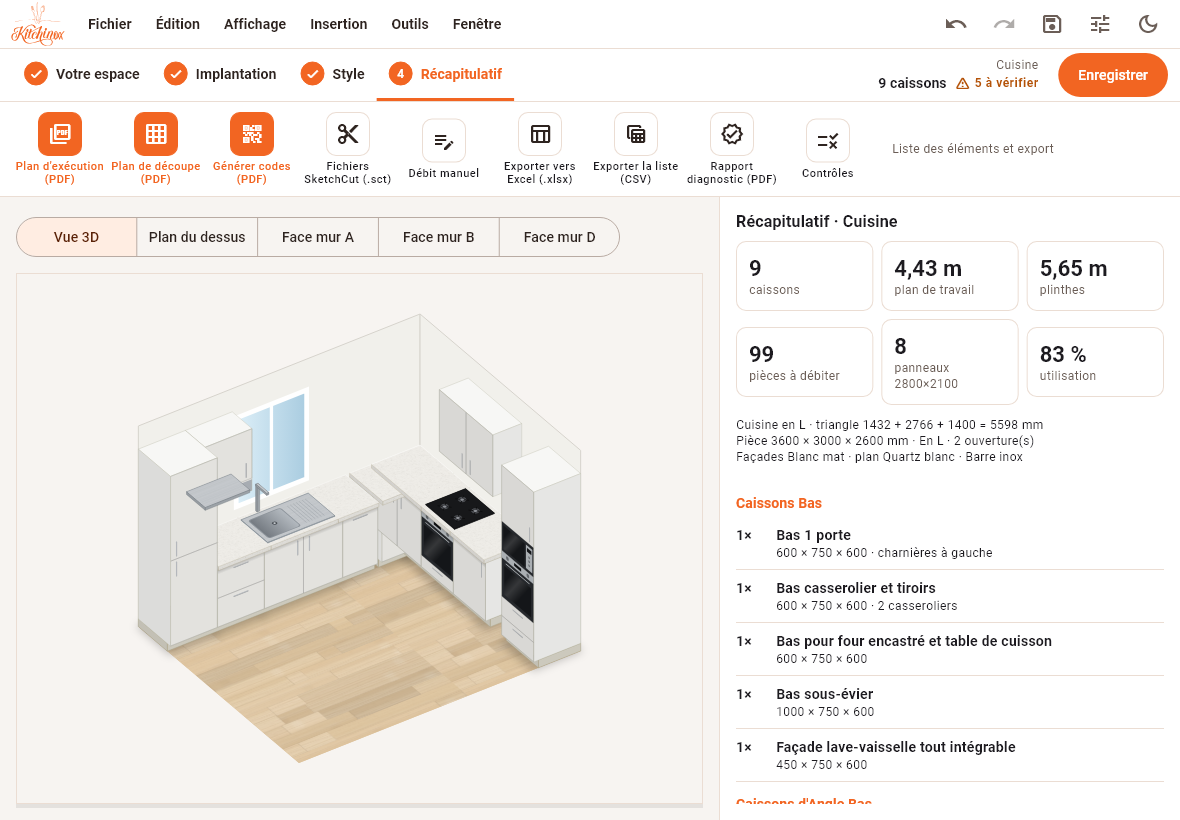 Kitchinox
Fichier Édition Affichage Insertion Outils Fenêtre
Votre espace Implantation Style 4 Récapitulatif
Cuisine
9 caissons 5 à vérifier
Enregistrer
Plan d'exécution (PDF)
Plan de découpe (PDF)
Générer codes (PDF)
Fichiers SketchCut (.sct)
Débit manuel
Exporter vers Excel (.xlsx)
Exporter la liste (CSV)
Rapport diagnostic (PDF)
Contrôles
Liste des éléments et export
Vue 3D Plan du dessus Face mur A Face mur B Face mur D
Récapitulatif · Cuisine
9
caissons
4,43 m
plan de travail
5,65 m
plinthes
99
pièces à débiter
8
panneaux
2800×2100
83 %
utilisation
Cuisine en L · triangle 1432 + 2766 + 1400 = 5598 mm
Pièce 3600 × 3000 × 2600 mm · En L · 2 ouverture(s)
Façades Blanc mat · plan Quartz blanc · Barre inox
Caissons Bas
1× Bas 1 porte
600 × 750 × 600 · charnières à gauche
1× Bas casserolier et tiroirs
600 × 750 × 600 · 2 casseroliers
1× Bas pour four encastré et table de cuisson
600 × 750 × 600
1× Bas sous-évier
1000 × 750 × 600
1× Façade lave-vaisselle tout intégrable
450 × 750 × 600
Caissons d'Angle Bas